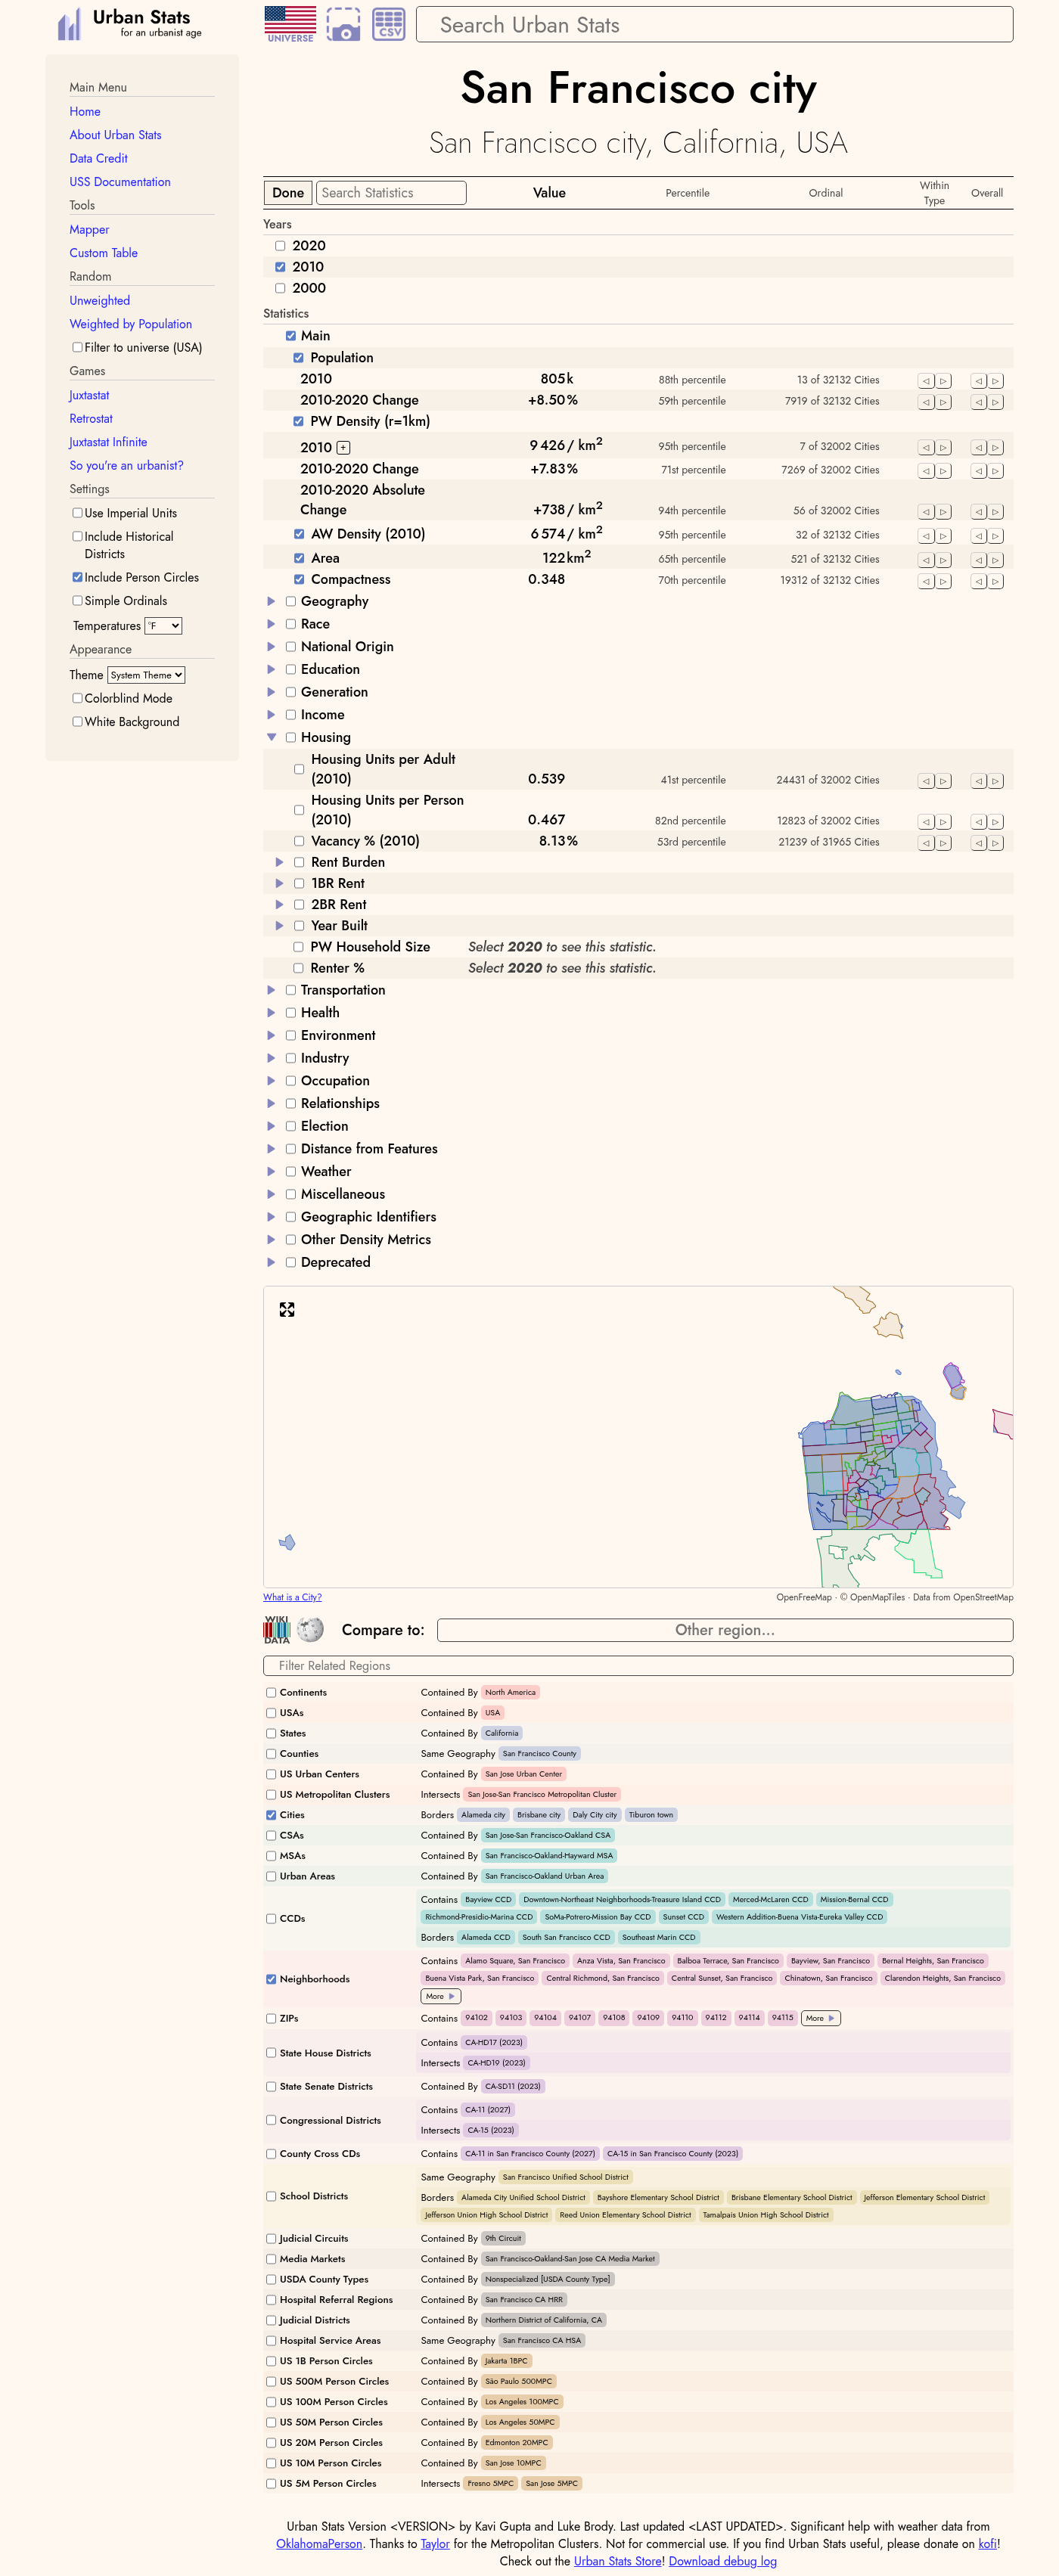 Urban Stats
for an urbanist age
UNIVERSE
CSV
Search Urban Stats
Main Menu
Home
About Urban Stats
Data Credit
USS Documentation
Tools
Mapper
Custom Table
Random
Unweighted
Weighted by Population
Filter to universe (USA)
Games
Juxtastat
Retrostat
Juxtastat Infinite
So you're an urbanist?
Settings
Use Imperial Units
Include Historical
Districts
Include Person Circles
Simple Ordinals
Temperatures °F
Appearance
Theme System Theme
Colorblind Mode
White Background
San Francisco city
San Francisco city, California, USA
Done Search Statistics Value Percentile Ordinal Within Type Overall
Years
2020
2010
2000
Statistics
Main
Population
2010 805k 88th percentile 13 of 32132 Cities
2010-2020 Change +8.50% 59th percentile 7919 of 32132 Cities
PW Density (r=1km)
2010 + 9 426 / km2 95th percentile 7 of 32002 Cities
2010-2020 Change +7.83% 71st percentile 7269 of 32002 Cities
2010-2020 Absolute
Change +738 / km2 94th percentile 56 of 32002 Cities
AW Density (2010) 6 574 / km2 95th percentile 32 of 32132 Cities
Area 122 km2 65th percentile 521 of 32132 Cities
Compactness 0.348 70th percentile 19312 of 32132 Cities
Geography
Race
National Origin
Education
Generation
Income
Housing
Housing Units per Adult
(2010) 0.539 41st percentile 24431 of 32002 Cities
Housing Units per Person
(2010) 0.467 82nd percentile 12823 of 32002 Cities
Vacancy % (2010) 8.13% 53rd percentile 21239 of 31965 Cities
Rent Burden
1BR Rent
2BR Rent
Year Built
PW Household Size Select 2020 to see this statistic.
Renter % Select 2020 to see this statistic.
Transportation
Health
Environment
Industry
Occupation
Relationships
Election
Distance from Features
Weather
Miscellaneous
Geographic Identifiers
Other Density Metrics
Deprecated
What is a City? OpenFreeMap · © OpenMapTiles · Data from OpenStreetMap
WIKI
DATA
Compare to: Other region...
Filter Related Regions
Continents Contained By North America
USAs Contained By USA
States Contained By California
Counties Same Geography San Francisco County
US Urban Centers Contained By San Jose Urban Center
US Metropolitan Clusters Intersects San Jose-San Francisco Metropolitan Cluster
Cities Borders Alameda city Brisbane city Daly City city Tiburon town
CSAs Contained By San Jose-San Francisco-Oakland CSA
MSAs Contained By San Francisco-Oakland-Hayward MSA
Urban Areas Contained By San Francisco-Oakland Urban Area
CCDs Contains Bayview CCD Downtown-Northeast Neighborhoods-Treasure Island CCD Merced-McLaren CCD Mission-Bernal CCD
Richmond-Presidio-Marina CCD SoMa-Potrero-Mission Bay CCD Sunset CCD Western Addition-Buena Vista-Eureka Valley CCD
Borders Alameda CCD South San Francisco CCD Southeast Marin CCD
Neighborhoods Contains Alamo Square, San Francisco Anza Vista, San Francisco Balboa Terrace, San Francisco Bayview, San Francisco Bernal Heights, San Francisco
Buena Vista Park, San Francisco Central Richmond, San Francisco Central Sunset, San Francisco Chinatown, San Francisco Clarendon Heights, San Francisco
More
ZIPs Contains 94102 94103 94104 94107 94108 94109 94110 94112 94114 94115 More
State House Districts Contains CA-HD17 (2023)
Intersects CA-HD19 (2023)
State Senate Districts Contained By CA-SD11 (2023)
Congressional Districts Contains CA-11 (2027)
Intersects CA-15 (2023)
County Cross CDs Contains CA-11 in San Francisco County (2027) CA-15 in San Francisco County (2023)
School Districts Same Geography San Francisco Unified School District
Borders Alameda City Unified School District Bayshore Elementary School District Brisbane Elementary School District Jefferson Elementary School District
Jefferson Union High School District Reed Union Elementary School District Tamalpais Union High School District
Judicial Circuits Contained By 9th Circuit
Media Markets Contained By San Francisco-Oakland-San Jose CA Media Market
USDA County Types Contained By Nonspecialized [USDA County Type]
Hospital Referral Regions Contained By San Francisco CA HRR
Judicial Districts Contained By Northern District of California, CA
Hospital Service Areas Same Geography San Francisco CA HSA
US 1B Person Circles Contained By Jakarta 1BPC
US 500M Person Circles Contained By São Paulo 500MPC
US 100M Person Circles Contained By Los Angeles 100MPC
US 50M Person Circles Contained By Los Angeles 50MPC
US 20M Person Circles Contained By Edmonton 20MPC
US 10M Person Circles Contained By San Jose 10MPC
US 5M Person Circles Intersects Fresno 5MPC San Jose 5MPC
Urban Stats Version <VERSION> by Kavi Gupta and Luke Brody. Last updated <LAST UPDATED>. Significant help with weather data from
OklahomaPerson. Thanks to Taylor for the Metropolitan Clusters. Not for commercial use. If you find Urban Stats useful, please donate on kofi!
Check out the Urban Stats Store! Download debug log